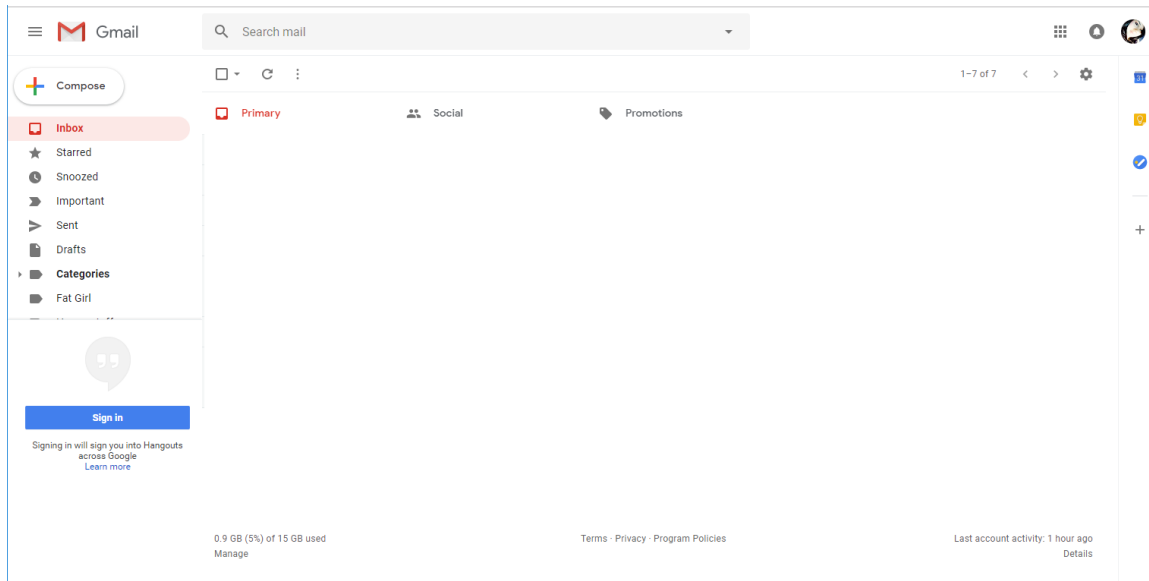 Gmail
Search mail
Compose
1–7 of 7
31
Primary
Social
Promotions
Inbox
Starred
Snoozed
Important
Sent
Drafts
Categories
Fat Girl
Sign in
Signing in will sign you into Hangouts
across Google
Learn more
0.9 GB (5%) of 15 GB used
Manage
Terms · Privacy · Program Policies
Last account activity: 1 hour ago
Details